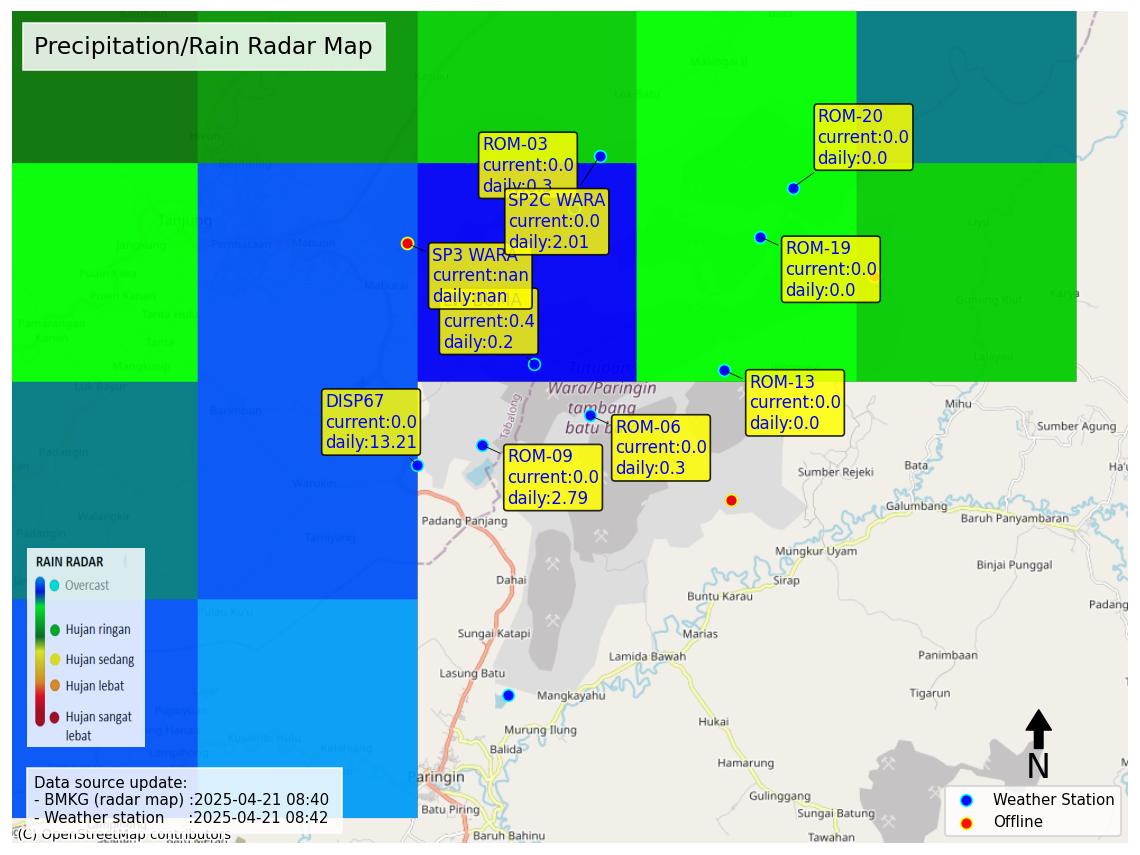 Precipitation/Rain Radar Map
ROM-20
current:0.0
daily:0.0
ROM-03
current:0.0
daily:0.3
SP2C WARA
current:0.0
daily:2.01
ROM-19
current:0.0
daily:0.0
SP3 WARA
current:nan
daily:nan
current:0.4
daily:0.2
ROM-13
current:0.0
daily:0.0
DISP67
current:0.0
daily:13.21
ROM-06
current:0.0
daily:0.3
ROM-09
current:0.0
daily:2.79
Tanjung
Maburai
Tutupan
Wara/Paringin
tambang
batu
Tabalong
Karya
Mihu
Sumber Agung
Bata
Sumber Rejeki
Galumbang
Baruh Panyambaran
Padang Panjang
Mungkur Uyam
Binjai Punggal
Dahai
Sirap
Buntu Karau
Padang
Sungai Katapi
Marias
Lamida Bawah
Panimbaan
Lasung Batu
Mangkayahu
Tigarun
Hukai
Murung Ilung
Balida
Hamarung
Paringin
Gulinggang
Batu Piring
Sungai Batung
Baruh Bahinu
Tawahan
RAIN RADAR
Overcast
Hujan ringan
Hujan sedang
Hujan lebat
Hujan sangat
lebat
Data source update:
- BMKG (radar map) :2025-04-21 08:40
- Weather station :2025-04-21 08:42
(C) OpenStreetMap contributors
N
Weather Station
Offline